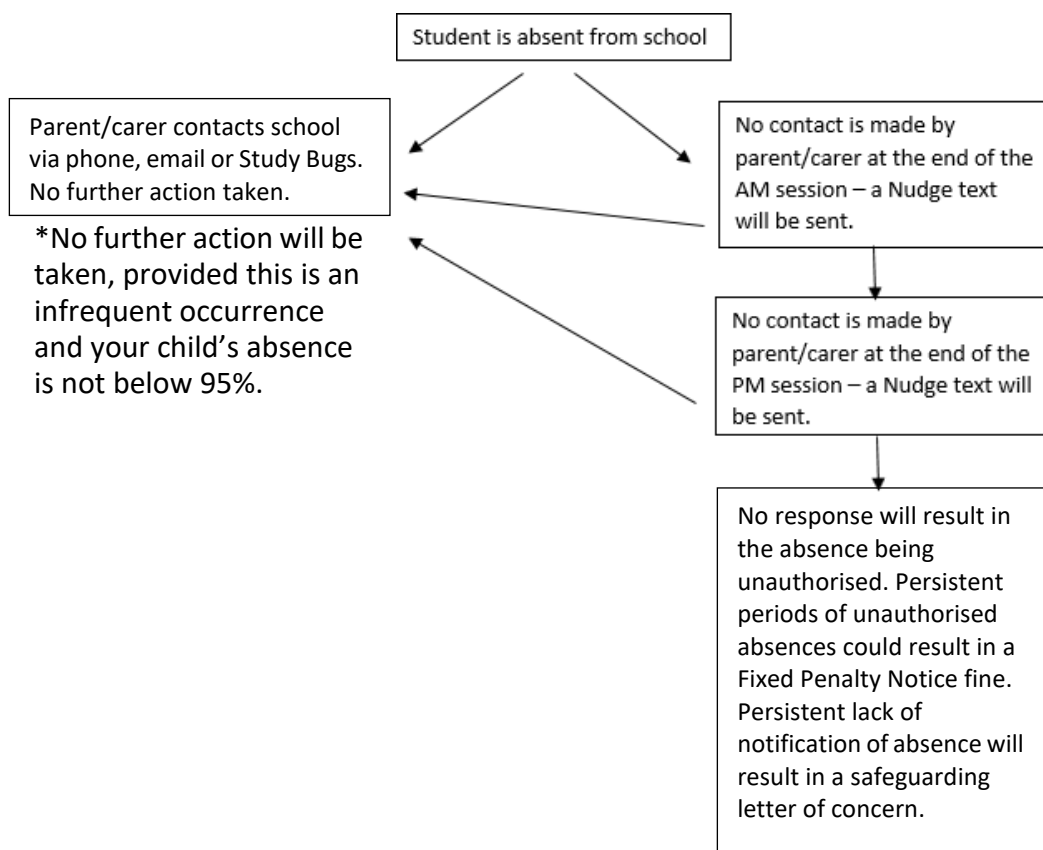 Student is absent from school
Parent/carer contacts school
via phone, email or Study Bugs.
No further action taken.
*No further action will be
taken, provided this is an
infrequent occurrence
and your child’s absence
is not below 95%.
No contact is made by
parent/carer at the end of the
AM session – a Nudge text
will be sent.
No contact is made by
parent/carer at the end of the
PM session – a Nudge text will
be sent.
No response will result in
the absence being
unauthorised. Persistent
periods of unauthorised
absences could result in a
Fixed Penalty Notice fine.
Persistent lack of
notification of absence will
result in a safeguarding
letter of concern.